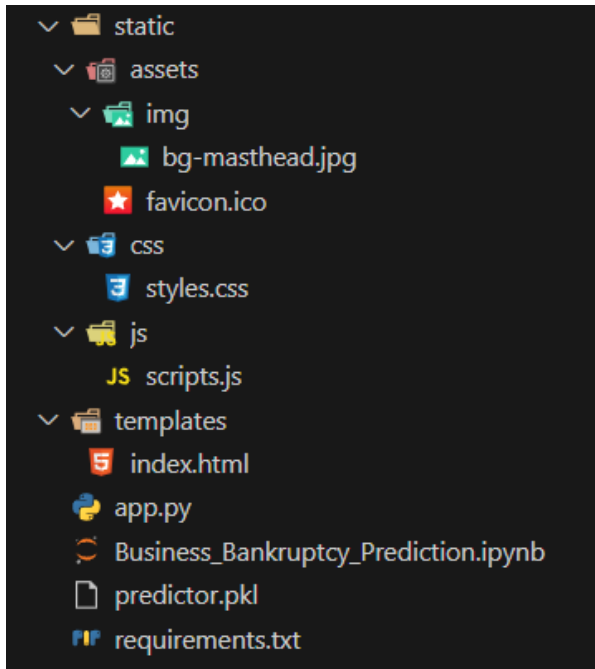 static
assets
img
bg-masthead.jpg
favicon.ico
css
styles.css
js
JS scripts.js
templates
index.html
app.py
Business_Bankruptcy_Prediction.ipynb
predictor.pkl
requirements.txt